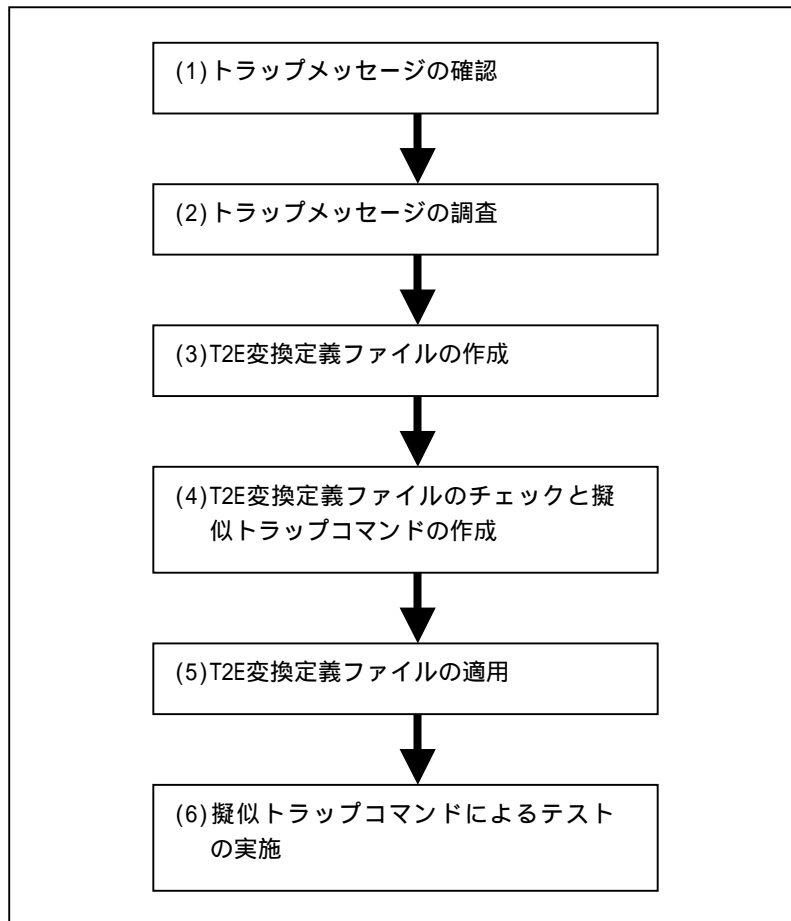 (1)トラップメッセージの確認
(2)トラップメッセージの調査
(3)T2E変換定義ファイルの作成
(4)T2E変換定義ファイルのチェックと擬
似トラップコマンドの作成
(5)T2E変換定義ファイルの適用
(6)擬似トラップコマンドによるテスト
の実施